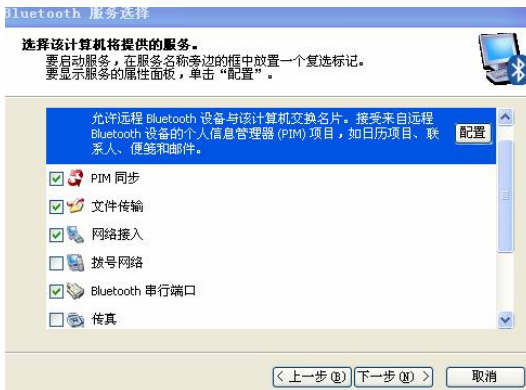 Bluetooth 服务选择
选择该计算机将提供的服务。
要启动服务，在服务名称旁边的框中放置一个复选标记。
要显示服务的属性面板，单击“配置”。
允许远程 Bluetooth 设备与该计算机交换名片。接受来自远程
Bluetooth 设备的个人信息管理器 (PIM) 项目，如日历项目、联
系人、便笺和邮件。
配置
PIM 同步
文件传输
网络接入
拨号网络
Bluetooth 串行端口
传真
< 上一步(B)
下一步(N) >
取消